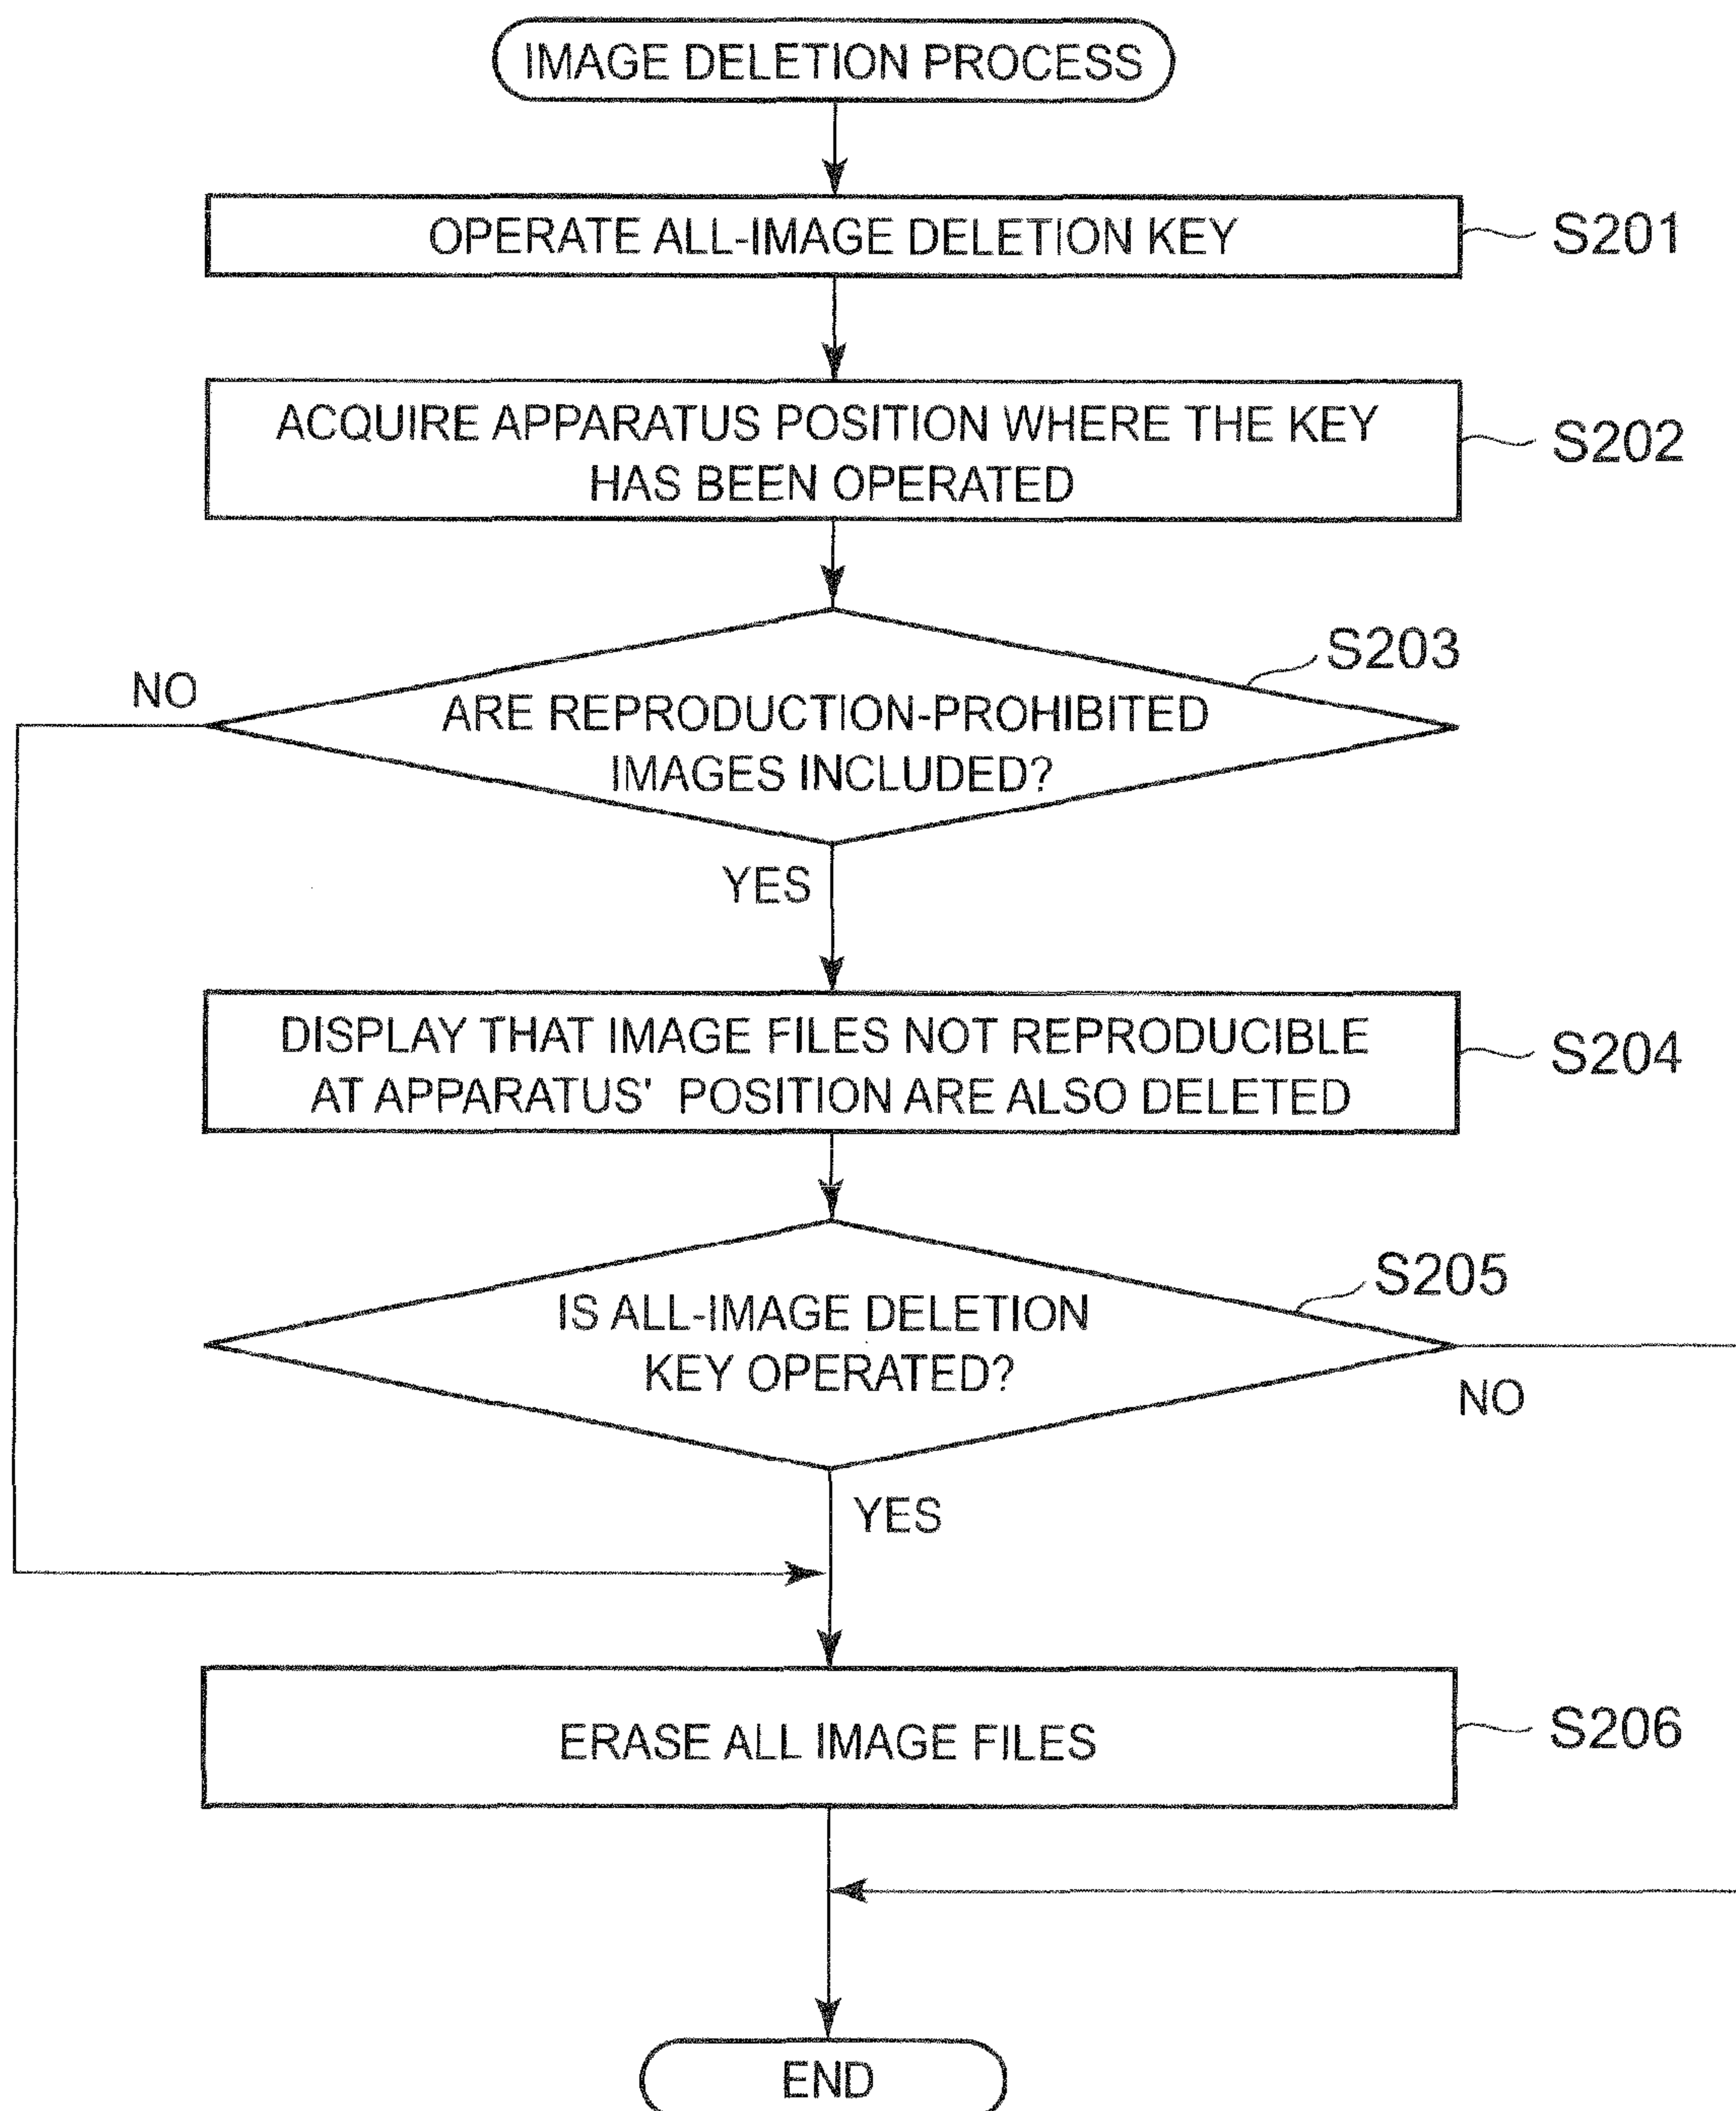 IMAGE DELETION PROCESS
OPERATE ALL-IMAGE DELETION KEY
S201
ACQUIRE APPARATUS POSITION WHERE THE KEY
HAS BEEN OPERATED
S202
S203
NO
ARE REPRODUCTION-PROHIBITED
IMAGES INCLUDED?
YES
DISPLAY THAT IMAGE FILES NOT REPRODUCIBLE
AT APPARATUS' POSITION ARE ALSO DELETED
S204
S205
IS ALL-IMAGE DELETION
KEY OPERATED?
NO
YES
ERASE ALL IMAGE FILES
S206
END